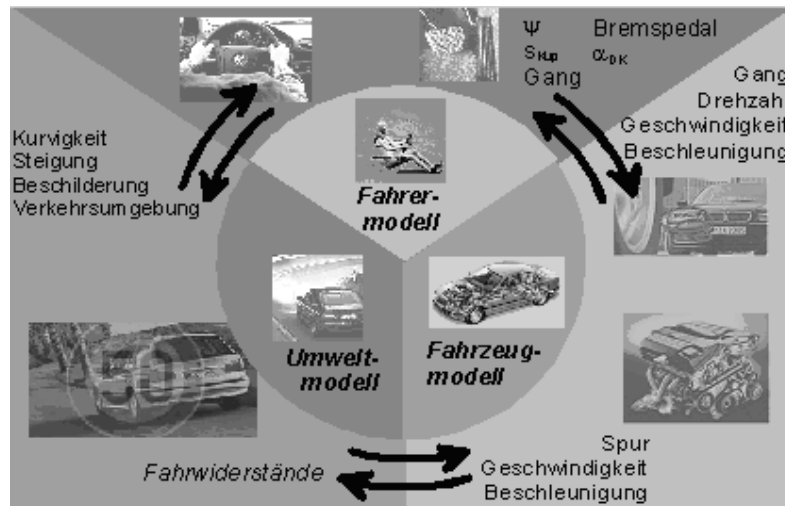 Ψ Bremspedal
S_Kup α_DK
Gang
Gang
Drehzahl
Geschwindigkeit
Beschleunigung
Kurvigkeit
Steigung
Beschilderung
Verkehrsumgebung
Fahrer-
modell
Umwelt-
modell
Fahrzeug-
modell
50
Fahrwiderstände
Spur
Geschwindigkeit
Beschleunigung